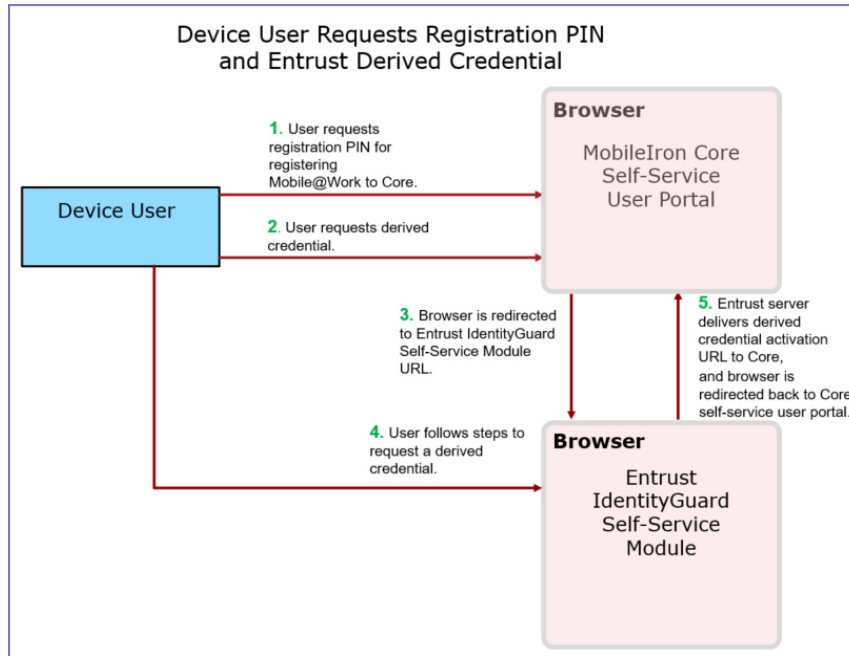 Device User Requests Registration PIN
and Entrust Derived Credential
Browser
MobileIron Core
Self-Service
User Portal
1. User requests
registration PIN for
registering
Mobile@Work to Core.
Device User
2. User requests derived
credential.
3. Browser is redirected
to Entrust IdentityGuard
Self-Service Module
URL.
5. Entrust server
delivers derived
credential activation
URL to Core,
and browser is
redirected back to Core
self-service user portal.
4. User follows steps to
request a derived
credential.
Browser
Entrust
IdentityGuard
Self-Service
Module